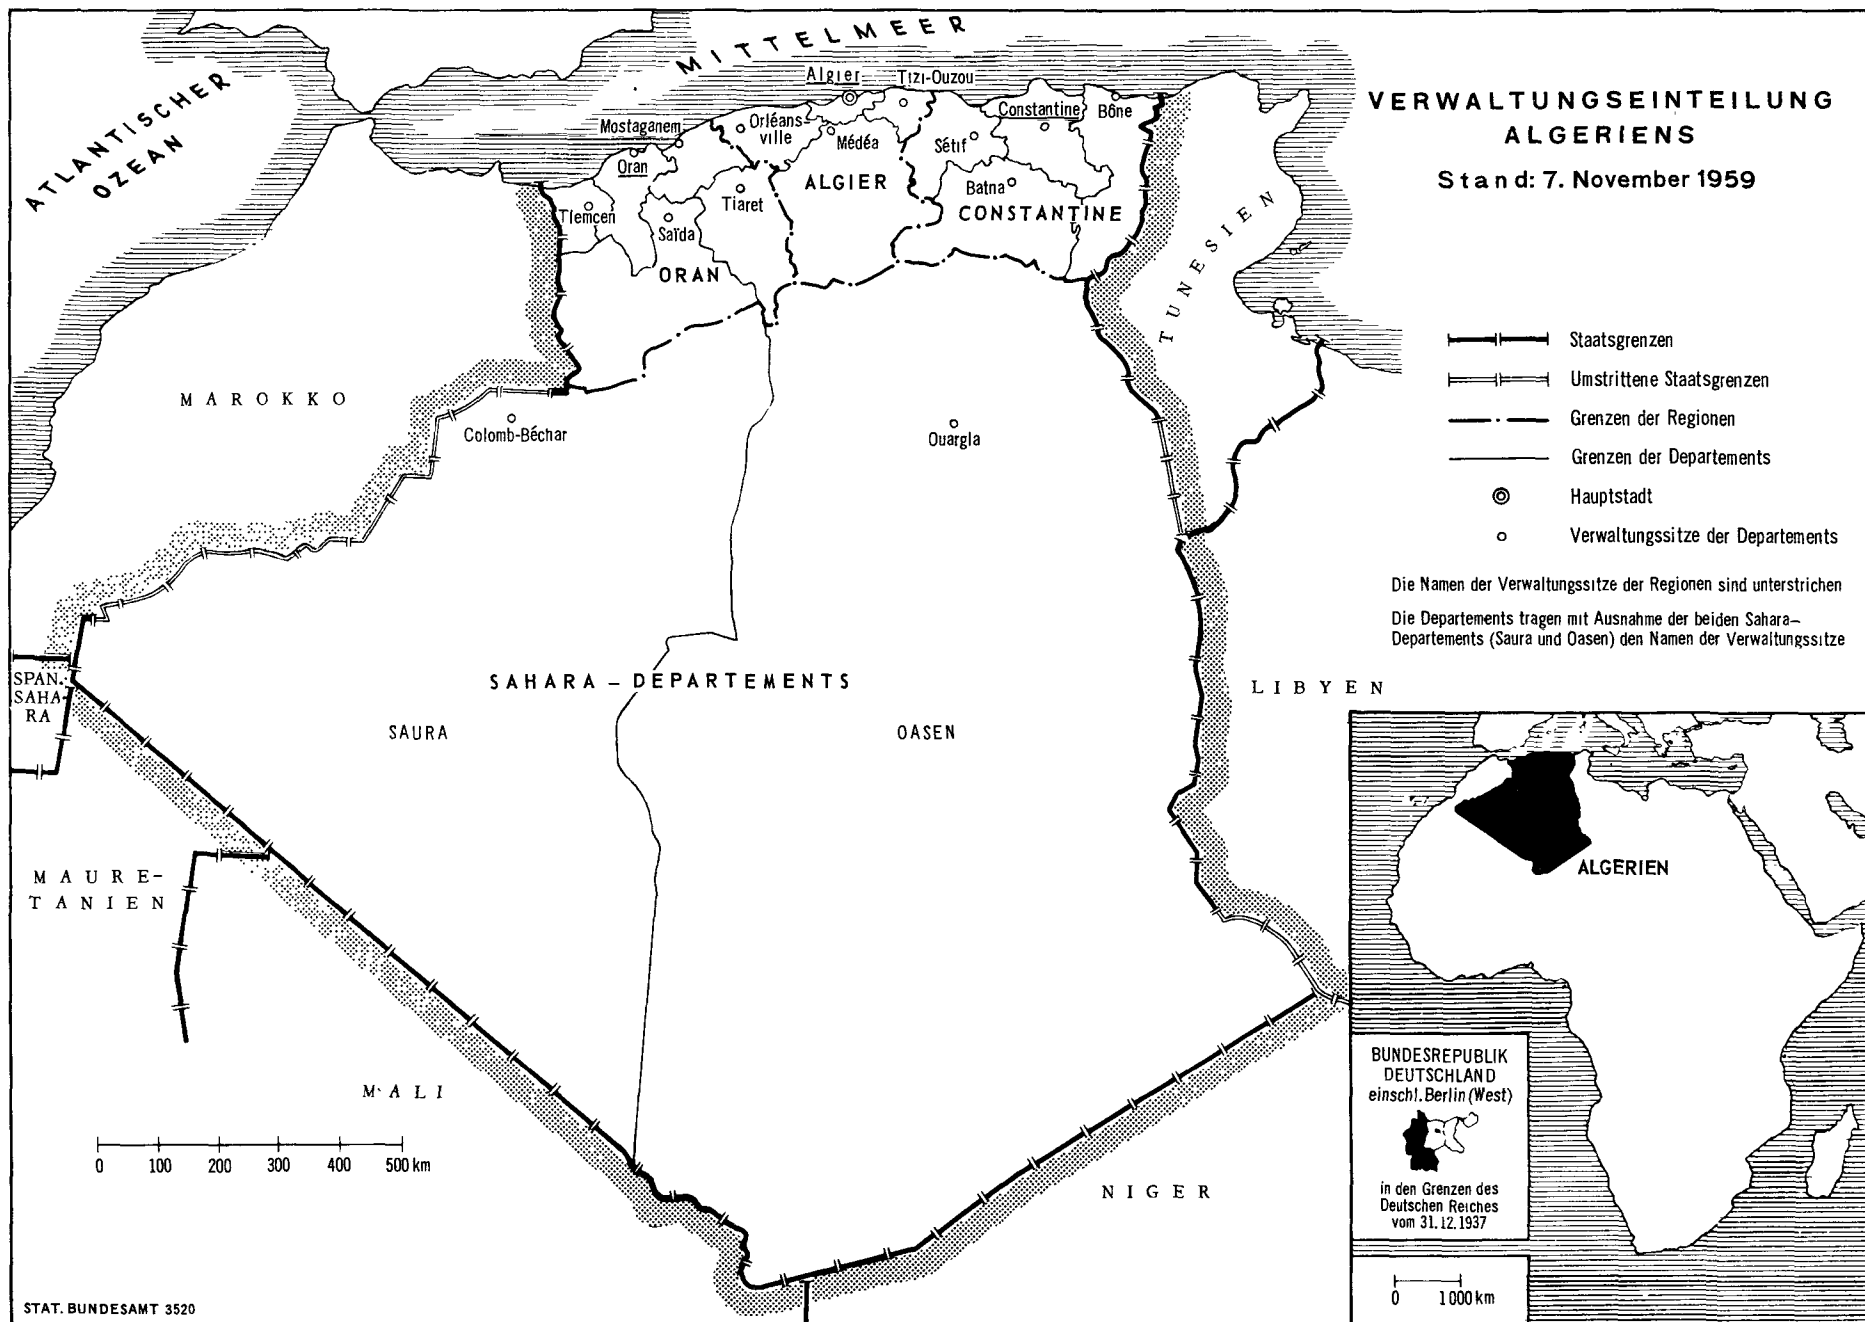 ATLANTISCHER
OZEAN
MITTELMEER
VERWALTUNGSEINTEILUNG
ALGERIENS
Stand: 7. November 1959
Algier
Tizi-Ouzou
Constantine
Bône
Mostaganem
Orléans-
ville
Médéa
Sétif
Oran
ALGIER
Batna
Tlemcen
Tiaret
CONSTANTINE
Saïda
ORAN
TUNESIEN
MAROKKO
Colomb-Béchar
Ouargla
Staatsgrenzen
Umstrittene Staatsgrenzen
Grenzen der Regionen
Grenzen der Departements
Hauptstadt
Verwaltungssitze der Departements
Die Namen der Verwaltungssitze der Regionen sind unterstrichen
Die Departements tragen mit Ausnahme der beiden Sahara-
Departements (Saura und Oasen) den Namen der Verwaltungssitze
SPAN.
SAHA-
RA
SAHARA – DEPARTEMENTS
SAURA
OASEN
LIBYEN
MAURE-
TANIEN
MALI
NIGER
0 100 200 300 400 500 km
ALGERIEN
BUNDESREPUBLIK
DEUTSCHLAND
einschl. Berlin (West)
in den Grenzen des
Deutschen Reiches
vom 31.12.1937
0 1000 km
STAT. BUNDESAMT 3520